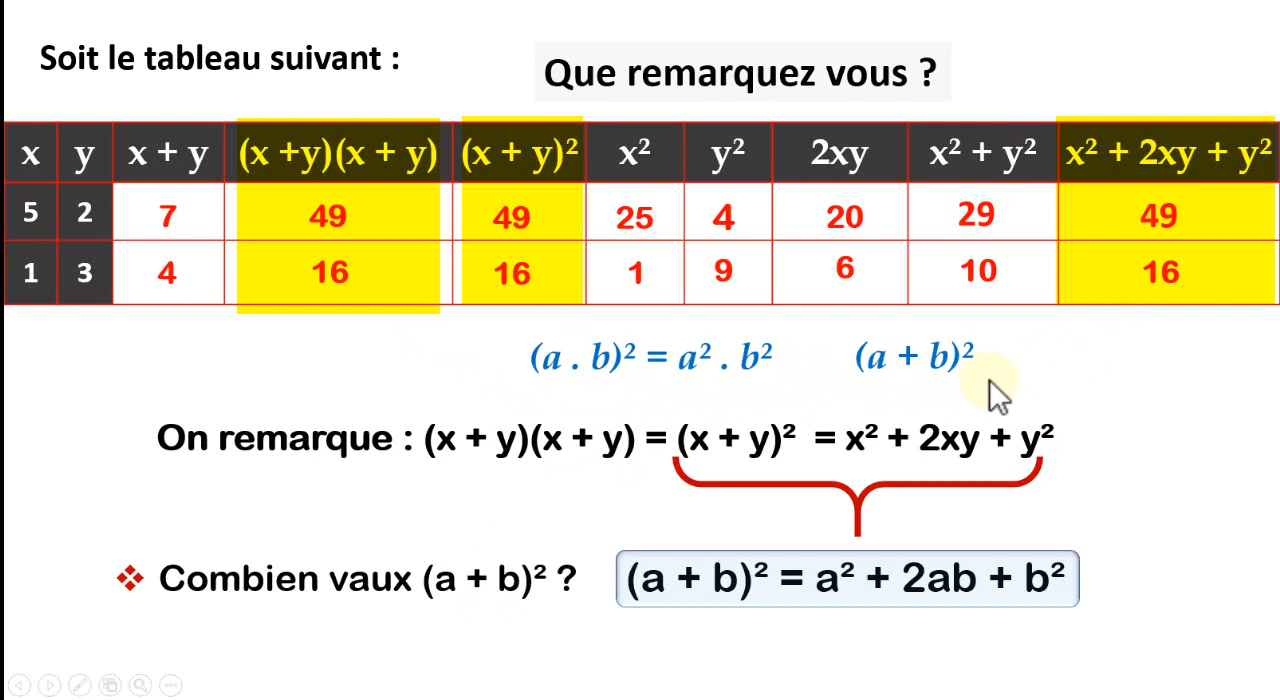 Soit le tableau suivant :
Que remarquez vous ?
x y x + y (x +y)(x + y) (x + y)² x² y² 2xy x² + y² x² + 2xy + y²
5 2 7 49 49 25 4 20 29 49
1 3 4 16 16 1 9 6 10 16
(a . b)² = a² . b² (a + b)²
On remarque : (x + y)(x + y) = (x + y)² = x² + 2xy + y²
❖ Combien vaux (a + b)² ? (a + b)² = a² + 2ab + b²